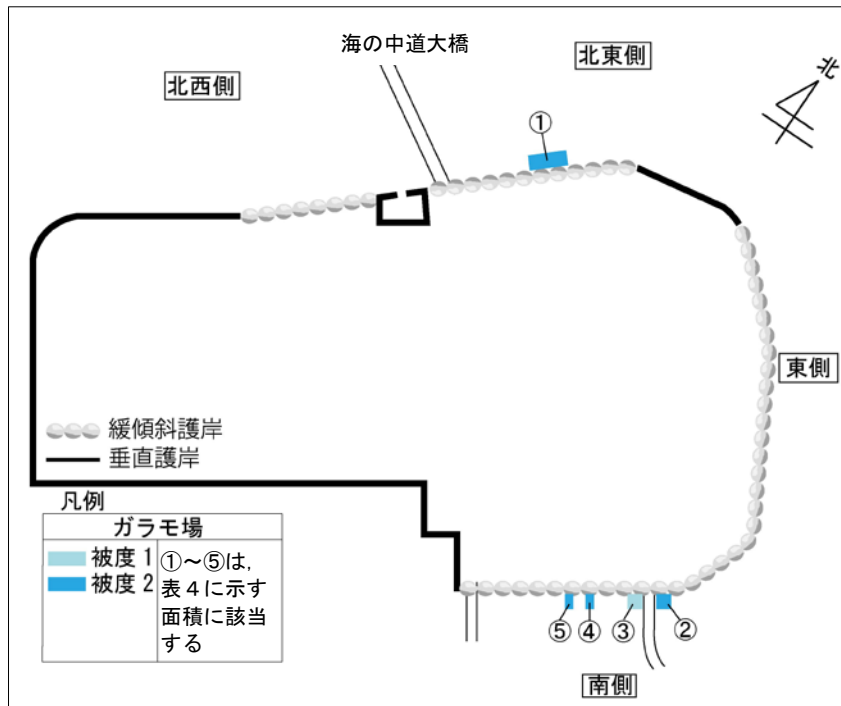 海の中道大橋
北西側
北東側
北
①
東側
緩傾斜護岸
垂直護岸
凡例
ガラモ場
被度1
被度2
①～⑤は,
表4に示す
面積に該当
する
⑤
④
③
②
南側